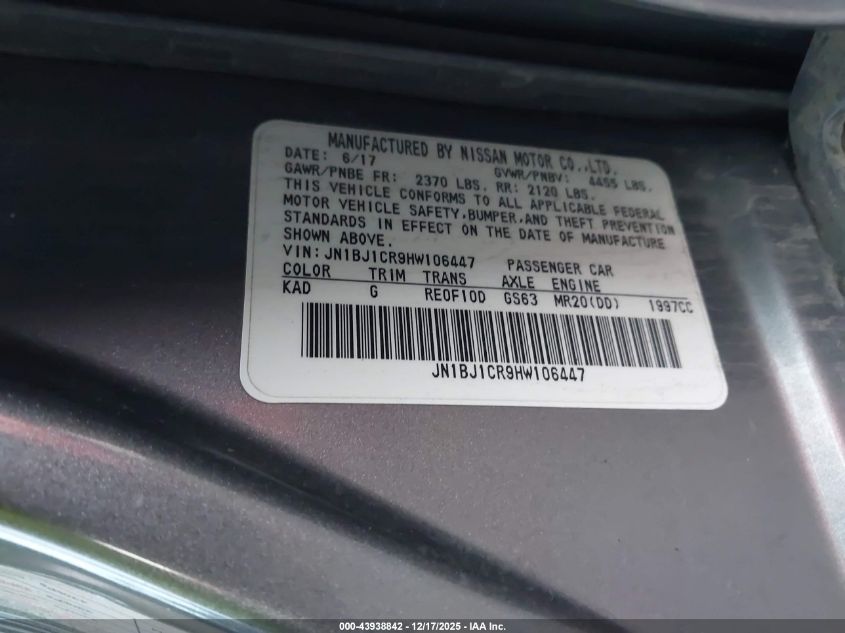 MANUFACTURED BY NISSAN MOTOR CO.,LTD.
DATE: 6/17 GVWR/PNBV: 4455 LBS.
GAWR/PNBE FR: 2370 LBS. RR: 2120 LBS.
THIS VEHICLE CONFORMS TO ALL APPLICABLE FEDERAL
MOTOR VEHICLE SAFETY,BUMPER,AND THEFT PREVENTION
STANDARDS IN EFFECT ON THE DATE OF MANUFACTURE
SHOWN ABOVE.
VIN: JN1BJ1CR9HW106447 PASSENGER CAR
COLOR TRIM TRANS AXLE ENGINE
KAD G RE0F10D GS63 MR20(DD) 1997CC
JN1BJ1CR9HW106447
000-43938842 - 12/17/2025 - IAA Inc.